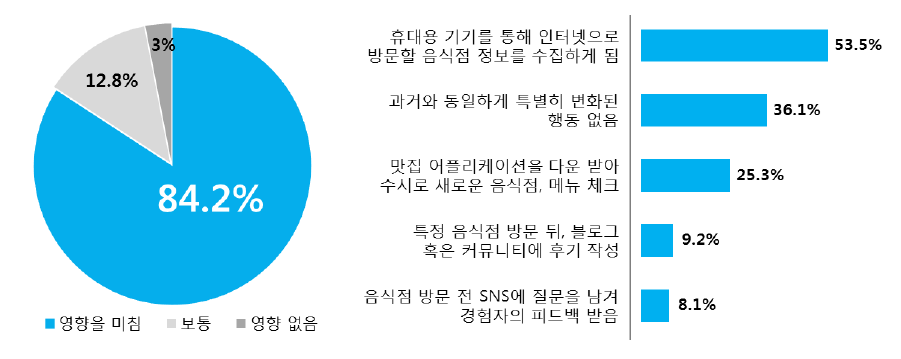 3%
12.8%
84.2%
영향을 미침 보통 영향 없음
휴대용 기기를 통해 인터넷으로
방문할 음식점 정보를 수집하게 됨
53.5%
과거와 동일하게 특별히 변화된
행동 없음
36.1%
맛집 어플리케이션을 다운 받아
수시로 새로운 음식점, 메뉴 체크
25.3%
특정 음식점 방문 뒤, 블로그
혹은 커뮤니티에 후기 작성
9.2%
음식점 방문 전 SNS에 질문을 남겨
경험자의 피드백 받음
8.1%